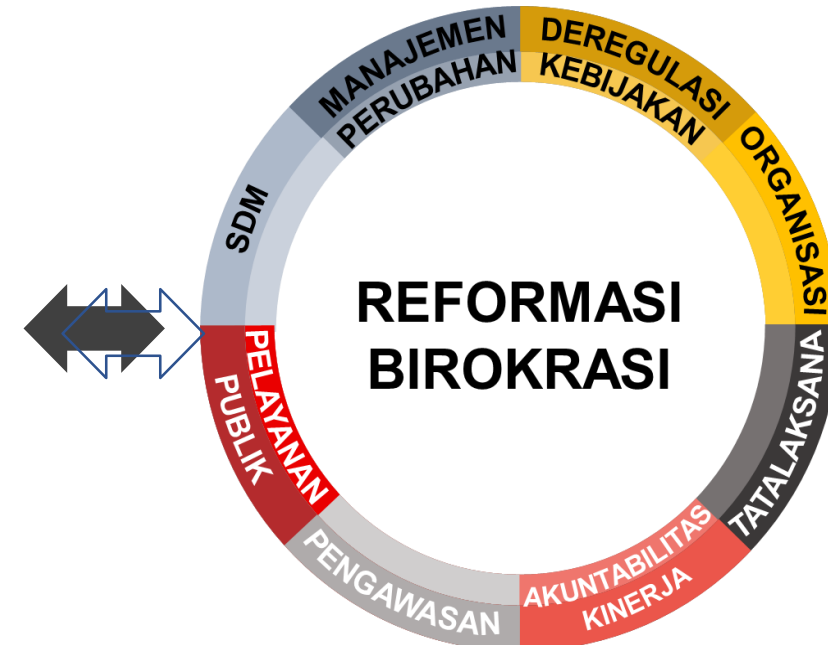 MANAJEMEN
PERUBAHAN
DEREGULASI
KEBIJAKAN
ORGANISASI
TATALAKSANA
AKUNTABILITAS
KINERJA
PENGAWASAN
PELAYANAN
PUBLIK
SDM
REFORMASI
BIROKRASI